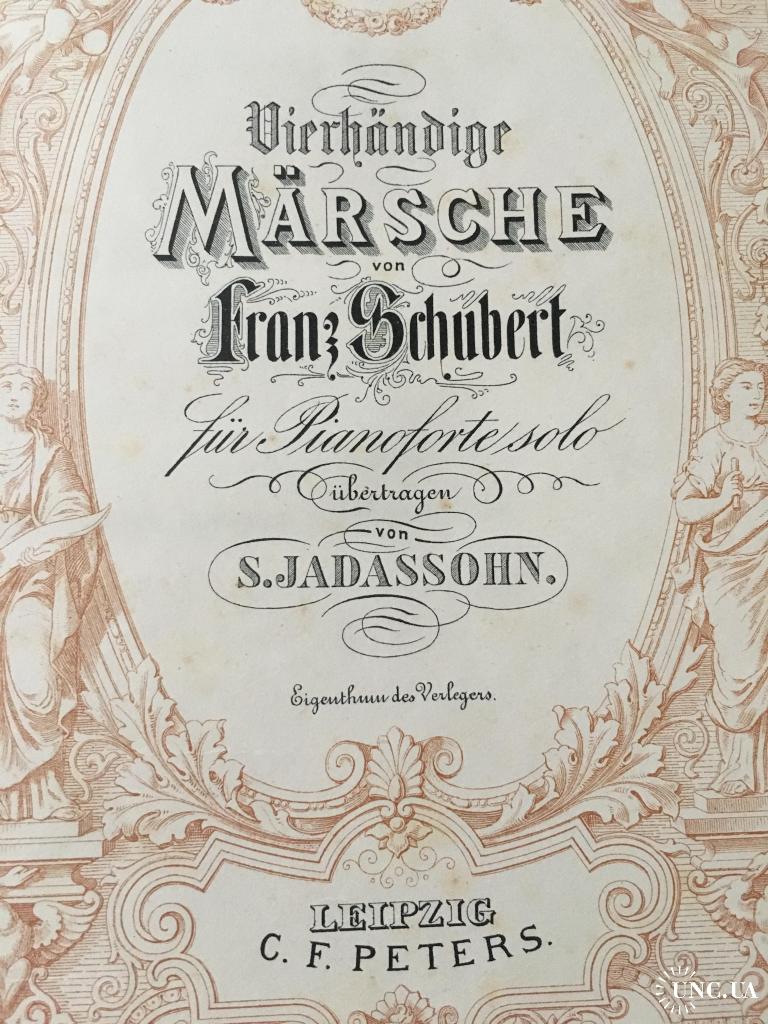 Vierhändige
MÄRSCHE
von
Franz Schubert
für Pianoforte solo
übertragen
von
S. JADASSOHN.
Eigenthum des Verlegers.
LEIPZIG
C. F. PETERS.
UNC.UA